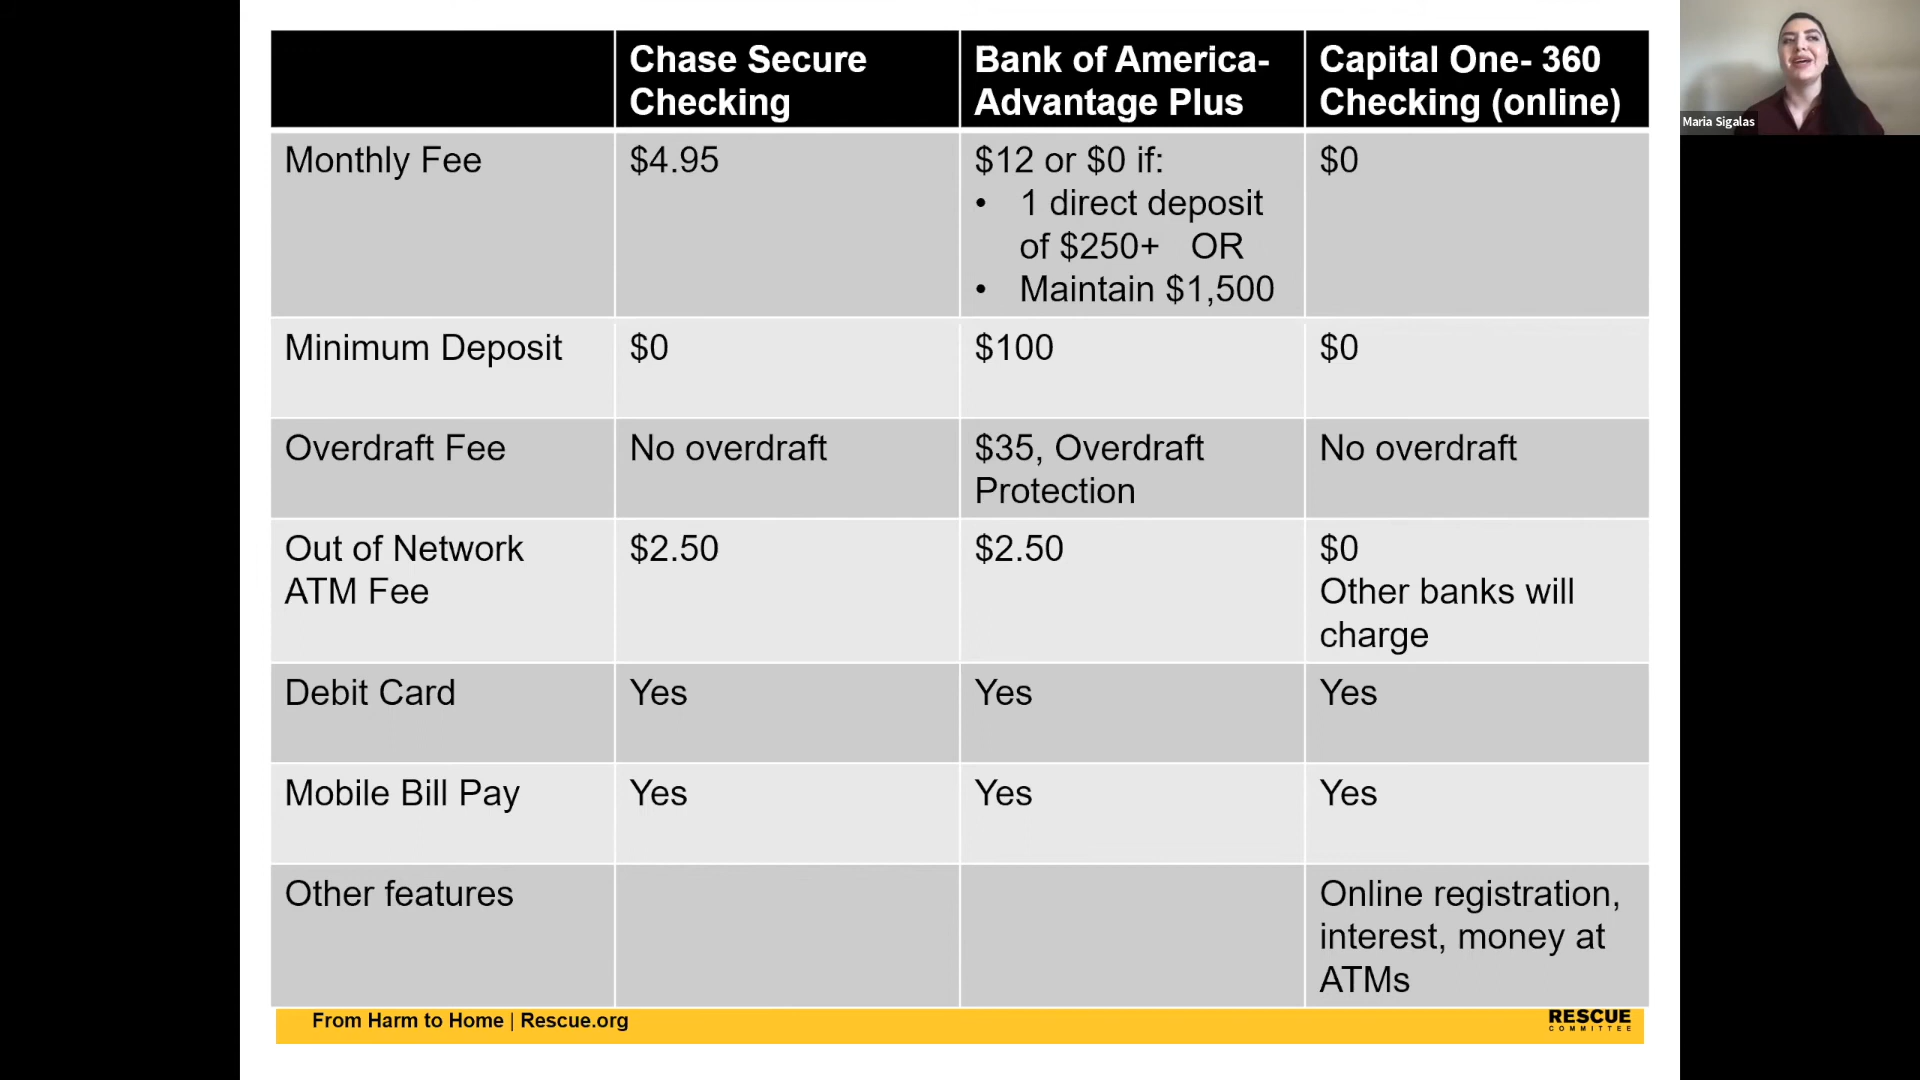 Chase Secure
Checking
Bank of America-
Advantage Plus
Capital One- 360
Checking (online)
Monthly Fee
$4.95
$12 or $0 if:
• 1 direct deposit
of $250+ OR
• Maintain $1,500
$0
Minimum Deposit
$0
$100
$0
Overdraft Fee
No overdraft
$35, Overdraft
Protection
No overdraft
Out of Network
ATM Fee
$2.50
$2.50
$0
Other banks will
charge
Debit Card
Yes
Yes
Yes
Mobile Bill Pay
Yes
Yes
Yes
Other features
Online registration,
interest, money at
ATMs
From Harm to Home | Rescue.org
RESCUE
COMMITTEE
Maria Sigalas